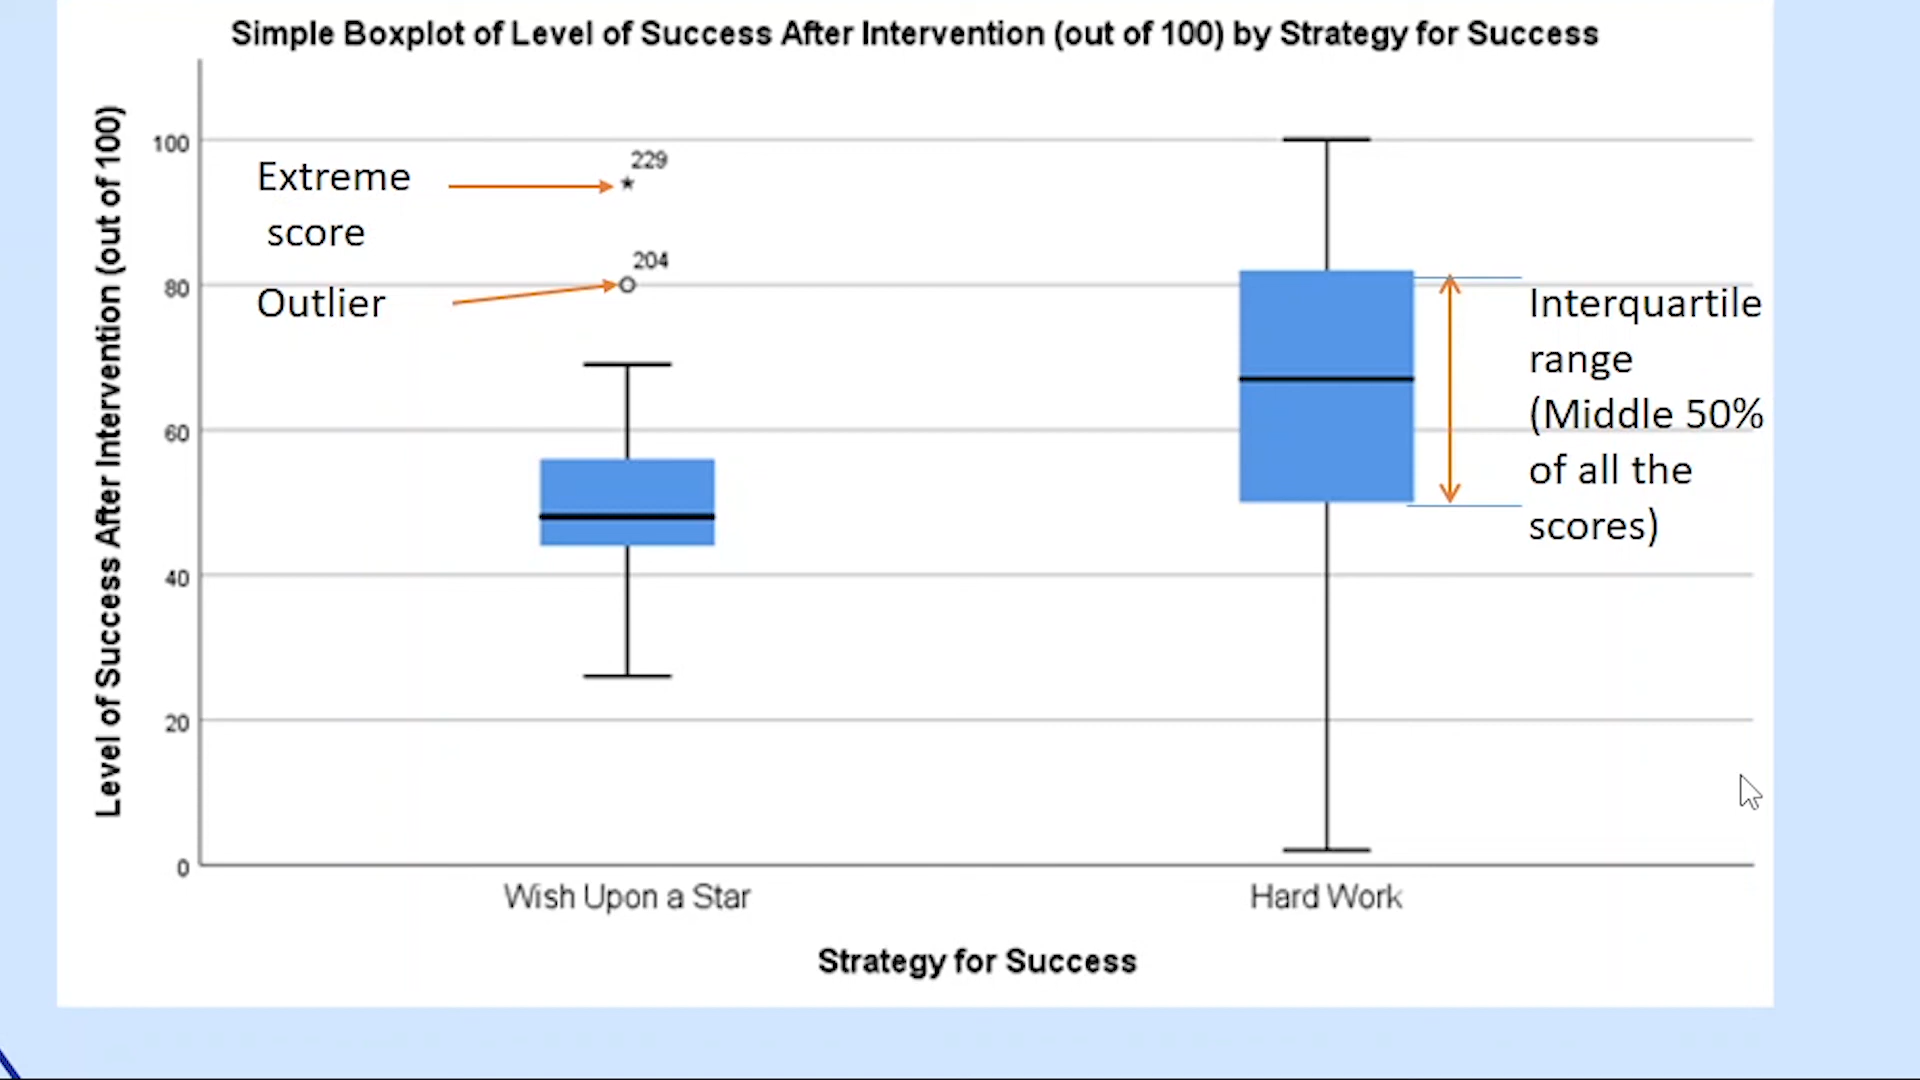 Simple Boxplot of Level of Success After Intervention (out of 100) by Strategy for Success
Level of Success After Intervention (out of 100)
100
80
60
40
20
0
Extreme
score
Outlier
229
204
Interquartile
range
(Middle 50%
of all the
scores)
Wish Upon a Star
Hard Work
Strategy for Success